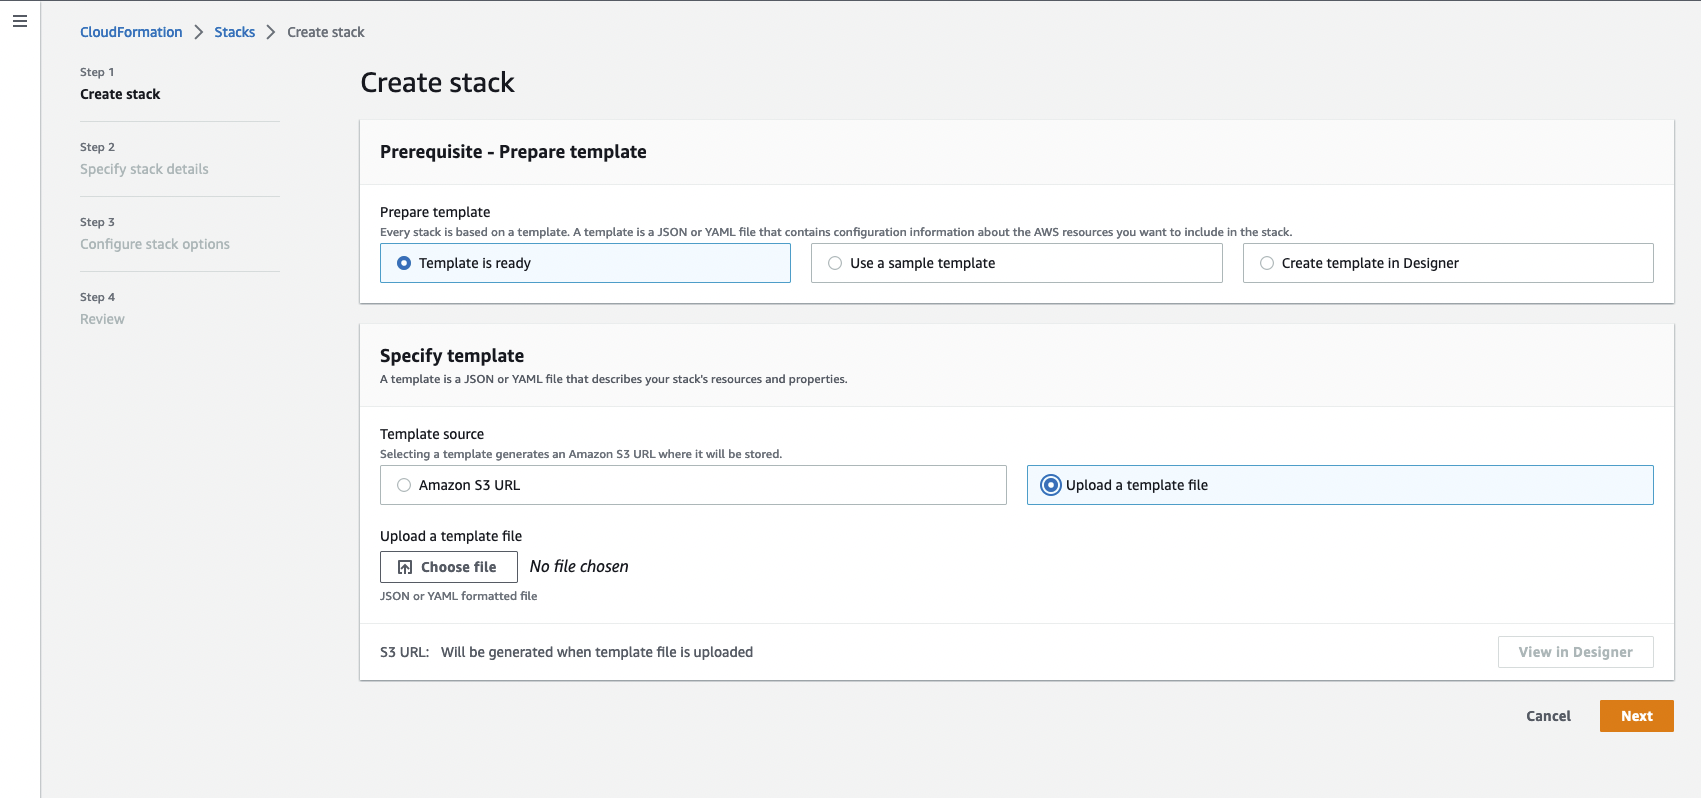 CloudFormation > Stacks > Create stack
Step 1
Create stack
Step 2
Specify stack details
Step 3
Configure stack options
Step 4
Review
Create stack
Prerequisite - Prepare template
Prepare template
Every stack is based on a template. A template is a JSON or YAML file that contains configuration information about the AWS resources you want to include in the stack.
Template is ready
Use a sample template
Create template in Designer
Specify template
A template is a JSON or YAML file that describes your stack's resources and properties.
Template source
Selecting a template generates an Amazon S3 URL where it will be stored.
Amazon S3 URL
Upload a template file
Upload a template file
Choose file
No file chosen
JSON or YAML formatted file
S3 URL: Will be generated when template file is uploaded
View in Designer
Cancel
Next